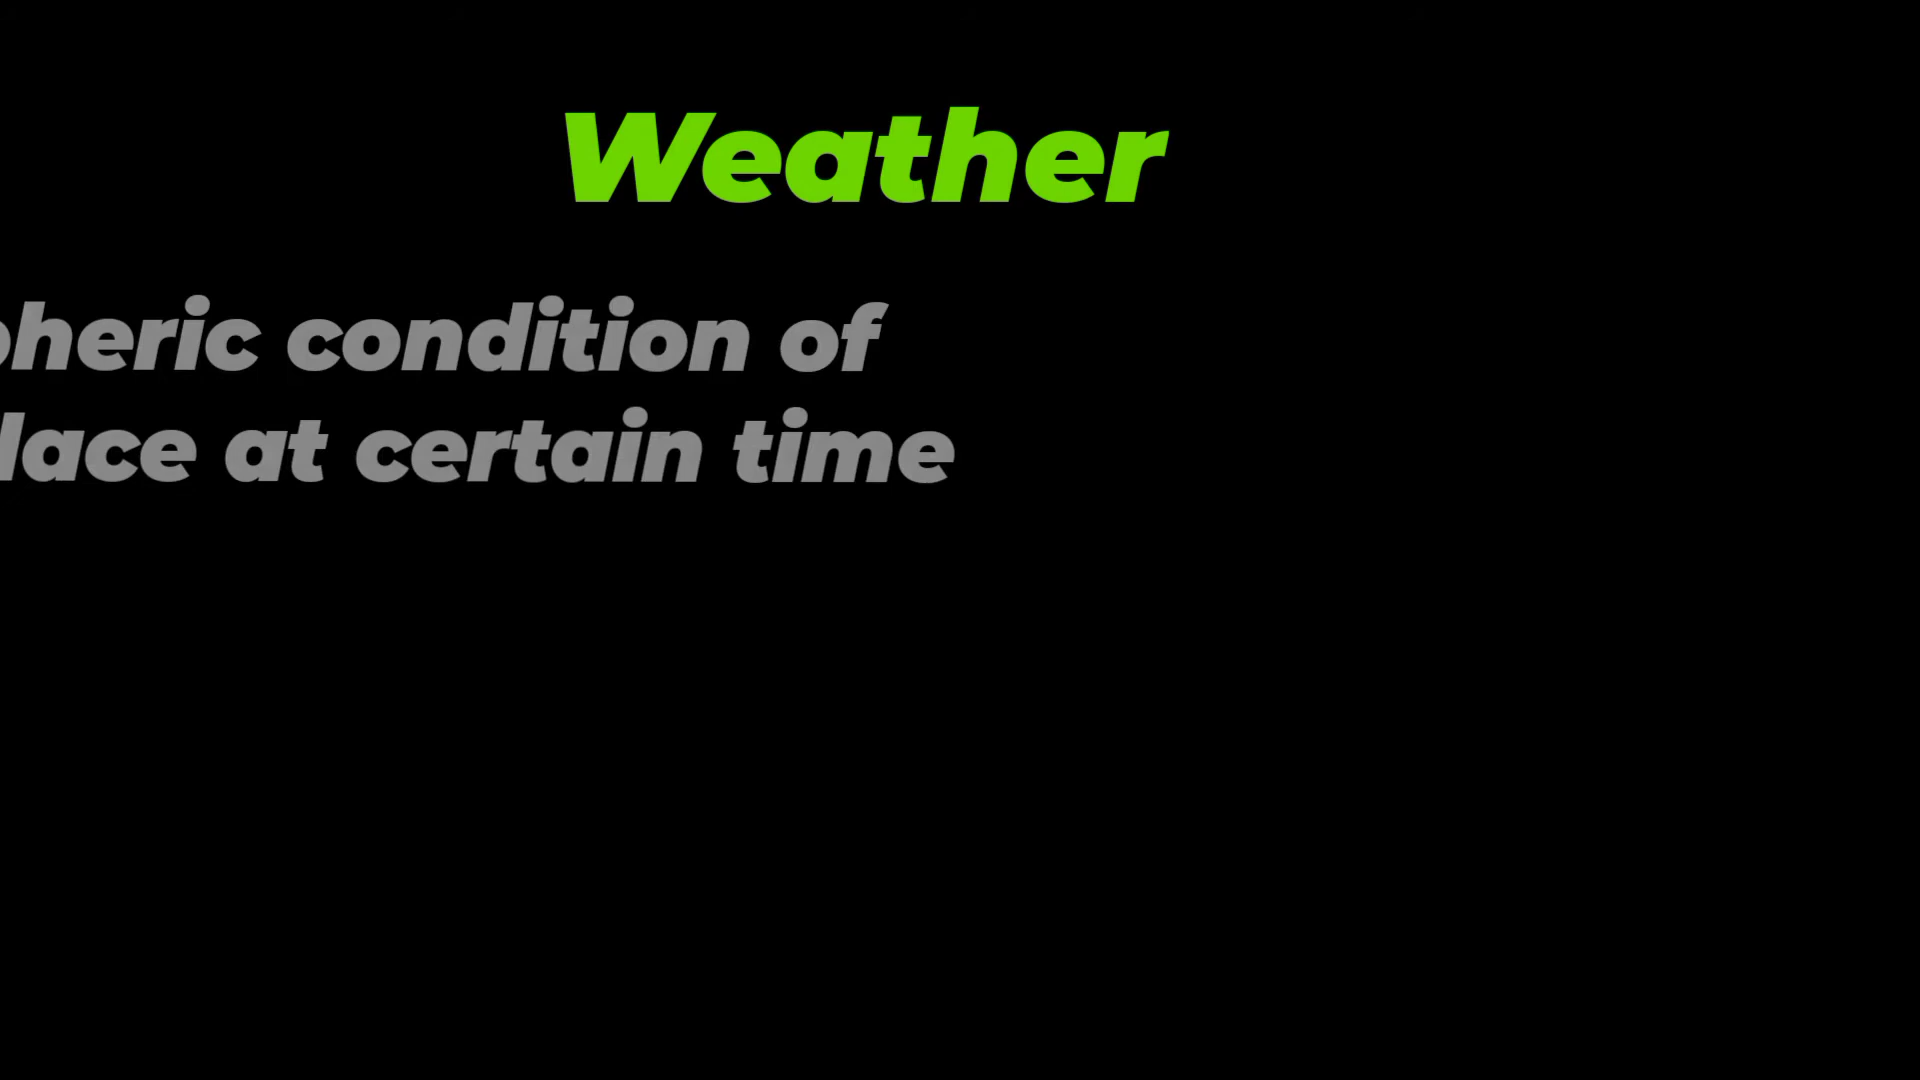 Weather
pheric condition of
lace at certain time